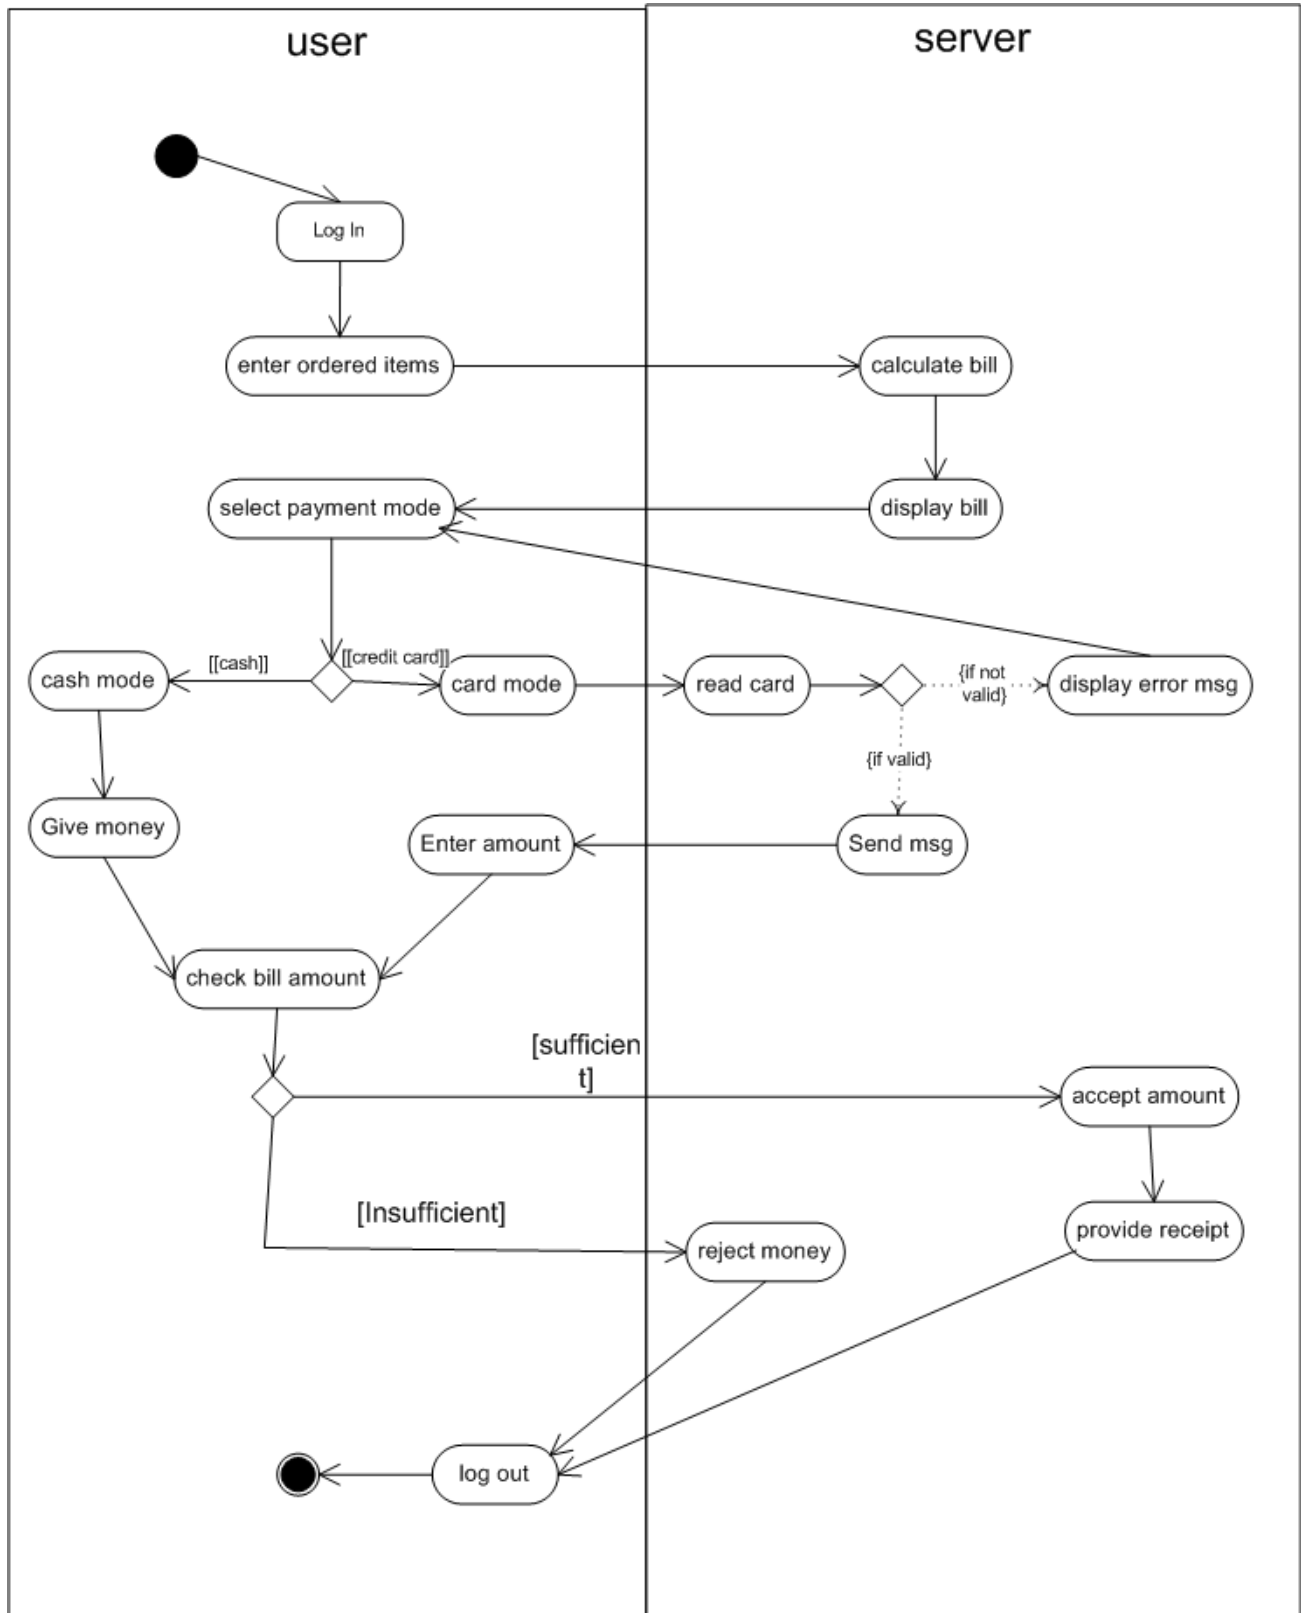 user
server
Log In
enter ordered items
calculate bill
select payment mode
display bill
[[cash]]
[[credit card]]
cash mode
card mode
read card
{if not
valid}
display error msg
{if valid}
Give money
Enter amount
Send msg
check bill amount
[sufficien
t]
accept amount
[Insufficient]
provide receipt
reject money
log out